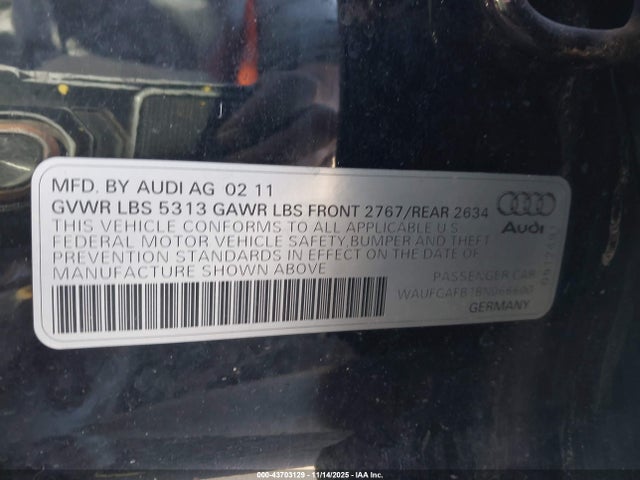 MFD. BY AUDI AG 02 11
GVWR LBS 5313 GAWR LBS FRONT 2767/REAR 2634
THIS VEHICLE CONFORMS TO ALL APPLICABLE U.S.
FEDERAL MOTOR VEHICLE SAFETY,BUMPER AND THEFT
PREVENTION STANDARDS IN EFFECT ON THE DATE OF
MANUFACTURE SHOWN ABOVE
Audi
PASSENGER CAR
GERMANY
00-43703129 - 11/14/2025 - IAA Inc.